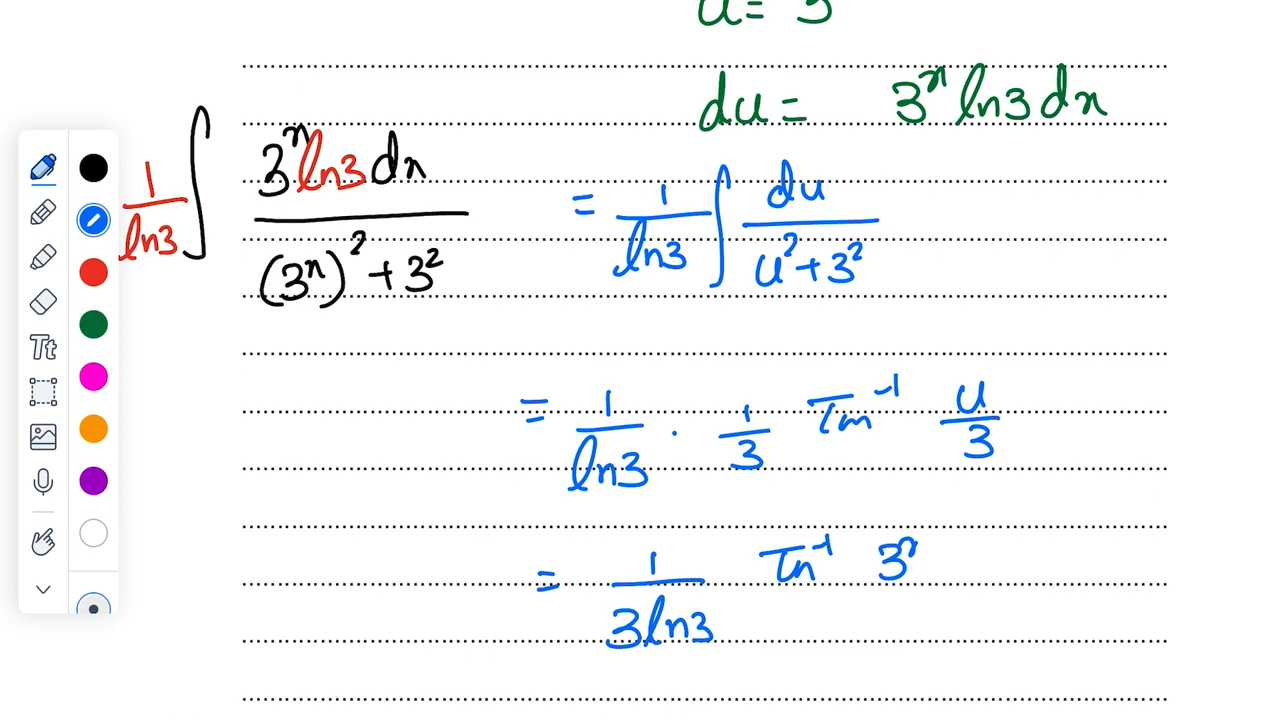 u = 3
du = 3^x ln3 dx
1/ln3 ∫ 3^x ln3 dx / (3^x)^2 + 3^2 = 1/ln3 ∫ du / u^2 + 3^2
= 1/ln3 · 1/3 Tan^-1 u/3
= 1/3ln3 Tan^-1 3^x
Tt